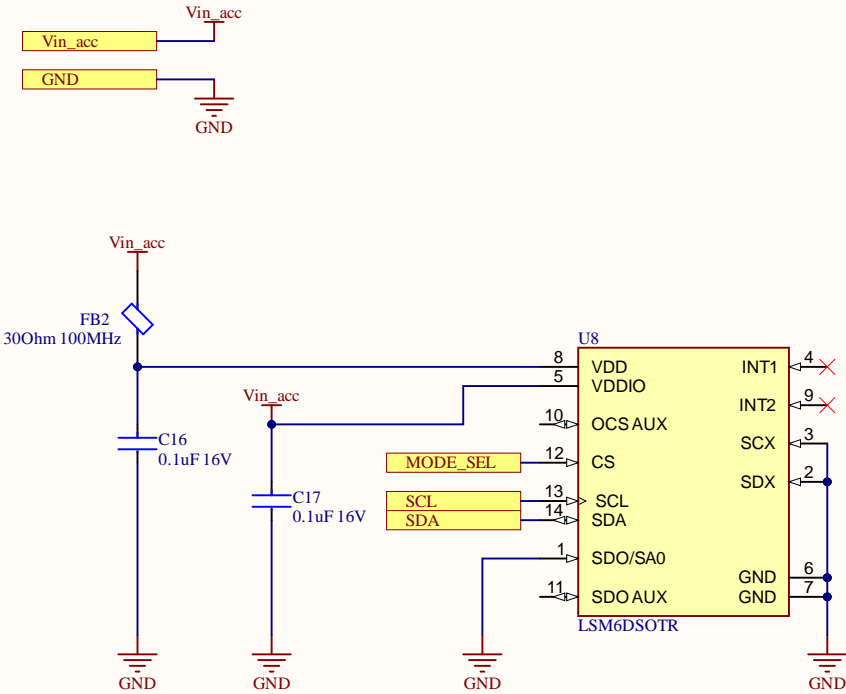 Vin_acc
Vin_acc
GND
GND
Vin_acc
FB2
30Ohm 100MHz
C16
0.1uF 16V
GND
Vin_acc
C17
0.1uF 16V
GND
MODE_SEL
SCL
SDA
GND
U8
8 VDD
5 VDDIO
10 OCS AUX
12 CS
13 SCL
14 SDA
1 SDO/SA0
11 SDO AUX
INT1 4
INT2 9
SCX 3
SDX 2
GND 6
GND 7
LSM6DSOTR
GND